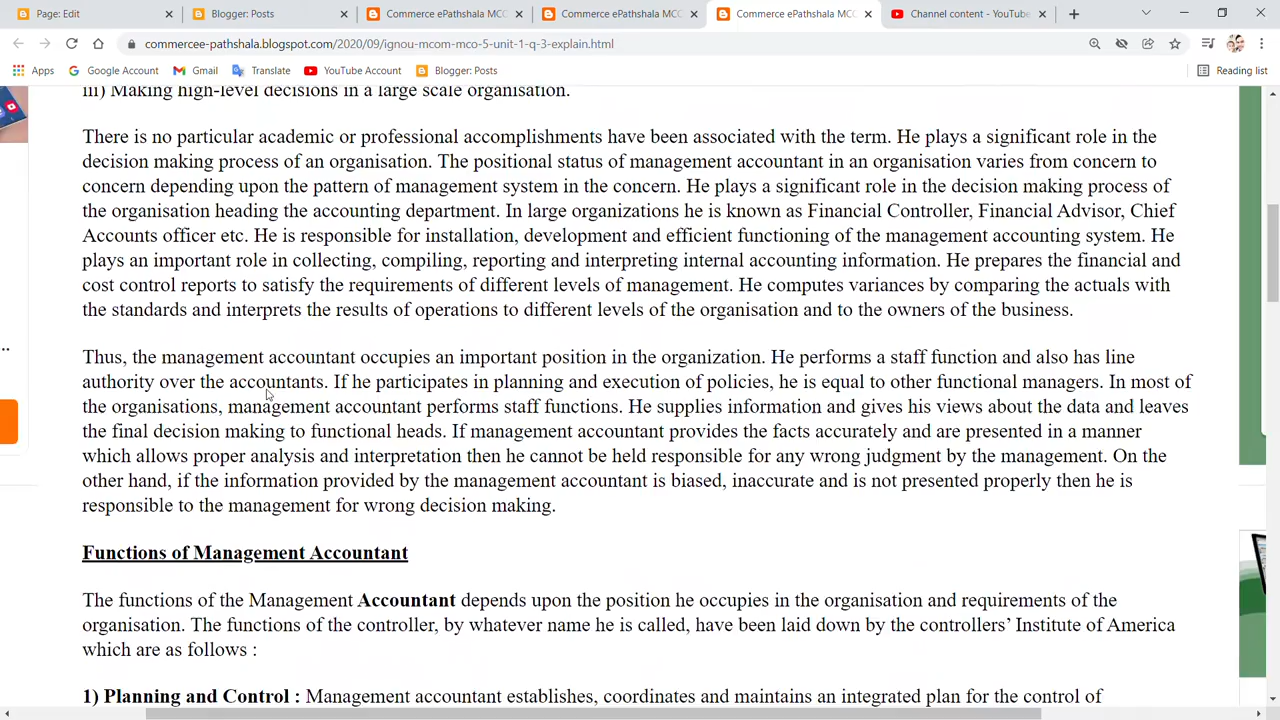 Page: Edit
Blogger: Posts
Commerce ePathshala MCC
Commerce ePathshala MCC
Commerce ePathshala MCC
Channel content - YouTube
commercee-pathshala.blogspot.com/2020/09/ignou-mcom-mco-5-unit-1-q-3-explain.html
Apps
Google Account
Gmail
Translate
YouTube Account
Blogger: Posts
Reading list
iii) Making high-level decisions in a large scale organisation.
There is no particular academic or professional accomplishments have been associated with the term. He plays a significant role in the
decision making process of an organisation. The positional status of management accountant in an organisation varies from concern to
concern depending upon the pattern of management system in the concern. He plays a significant role in the decision making process of
the organisation heading the accounting department. In large organizations he is known as Financial Controller, Financial Advisor, Chief
Accounts officer etc. He is responsible for installation, development and efficient functioning of the management accounting system. He
plays an important role in collecting, compiling, reporting and interpreting internal accounting information. He prepares the financial and
cost control reports to satisfy the requirements of different levels of management. He computes variances by comparing the actuals with
the standards and interprets the results of operations to different levels of the organisation and to the owners of the business.
Thus, the management accountant occupies an important position in the organization. He performs a staff function and also has line
authority over the accountants. If he participates in planning and execution of policies, he is equal to other functional managers. In most of
the organisations, management accountant performs staff functions. He supplies information and gives his views about the data and leaves
the final decision making to functional heads. If management accountant provides the facts accurately and are presented in a manner
which allows proper analysis and interpretation then he cannot be held responsible for any wrong judgment by the management. On the
other hand, if the information provided by the management accountant is biased, inaccurate and is not presented properly then he is
responsible to the management for wrong decision making.
Functions of Management Accountant
The functions of the Management Accountant depends upon the position he occupies in the organisation and requirements of the
organisation. The functions of the controller, by whatever name he is called, have been laid down by the controllers' Institute of America
which are as follows :
1) Planning and Control : Management accountant establishes, coordinates and maintains an integrated plan for the control of